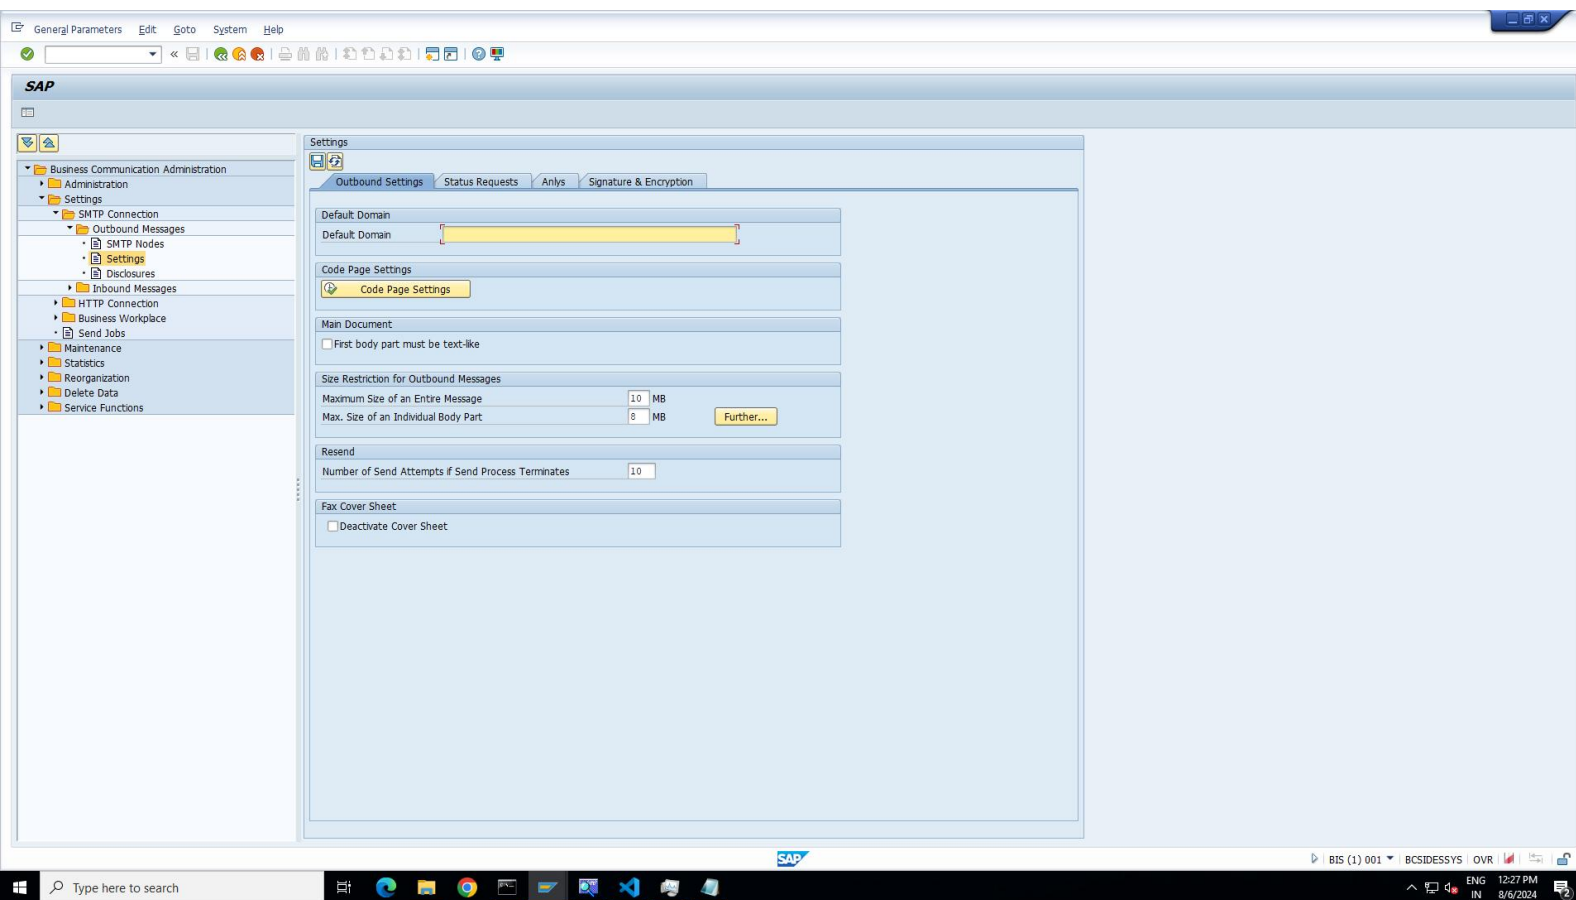 General Parameters Edit Goto System Help
SAP
Business Communication Administration
Administration
Settings
SMTP Connection
Outbound Messages
SMTP Nodes
Settings
Disclosures
Inbound Messages
HTTP Connection
Business Workplace
Send Jobs
Maintenance
Statistics
Reorganization
Delete Data
Service Functions
Settings
Outbound Settings Status Requests Anlys Signature & Encryption
Default Domain
Default Domain
Code Page Settings
Code Page Settings
Main Document
First body part must be text-like
Size Restriction for Outbound Messages
Maximum Size of an Entire Message 10 MB
Max. Size of an Individual Body Part 8 MB Further...
Resend
Number of Send Attempts if Send Process Terminates 10
Fax Cover Sheet
Deactivate Cover Sheet
SAP
BIS (1) 001 BCSIDESSYS OVR
Type here to search
ENG 12:27 PM
IN 8/6/2024
2